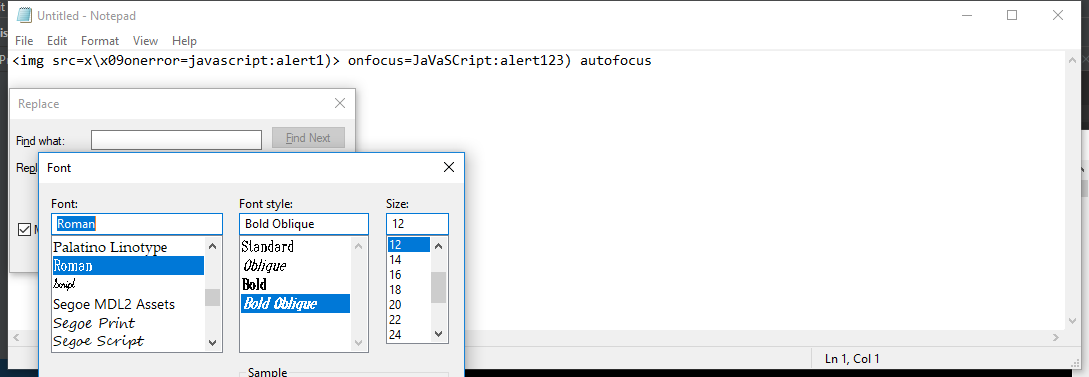 Untitled - Notepad
File Edit Format View Help
<img src=x\x09onerror=javascript:alert1)> onfocus=JaVaSCript:alert123) autofocus
Replace
Find what:
Find Next
Repl
Font
Font: Font style: Size:
Roman Bold Oblique 12
Palatino Linotype
Roman
Script
Segoe MDL2 Assets
Segoe Print
Segoe Script
Standard
Oblique
Bold
Bold Oblique
12
14
16
18
20
22
24
Sample
Ln 1, Col 1